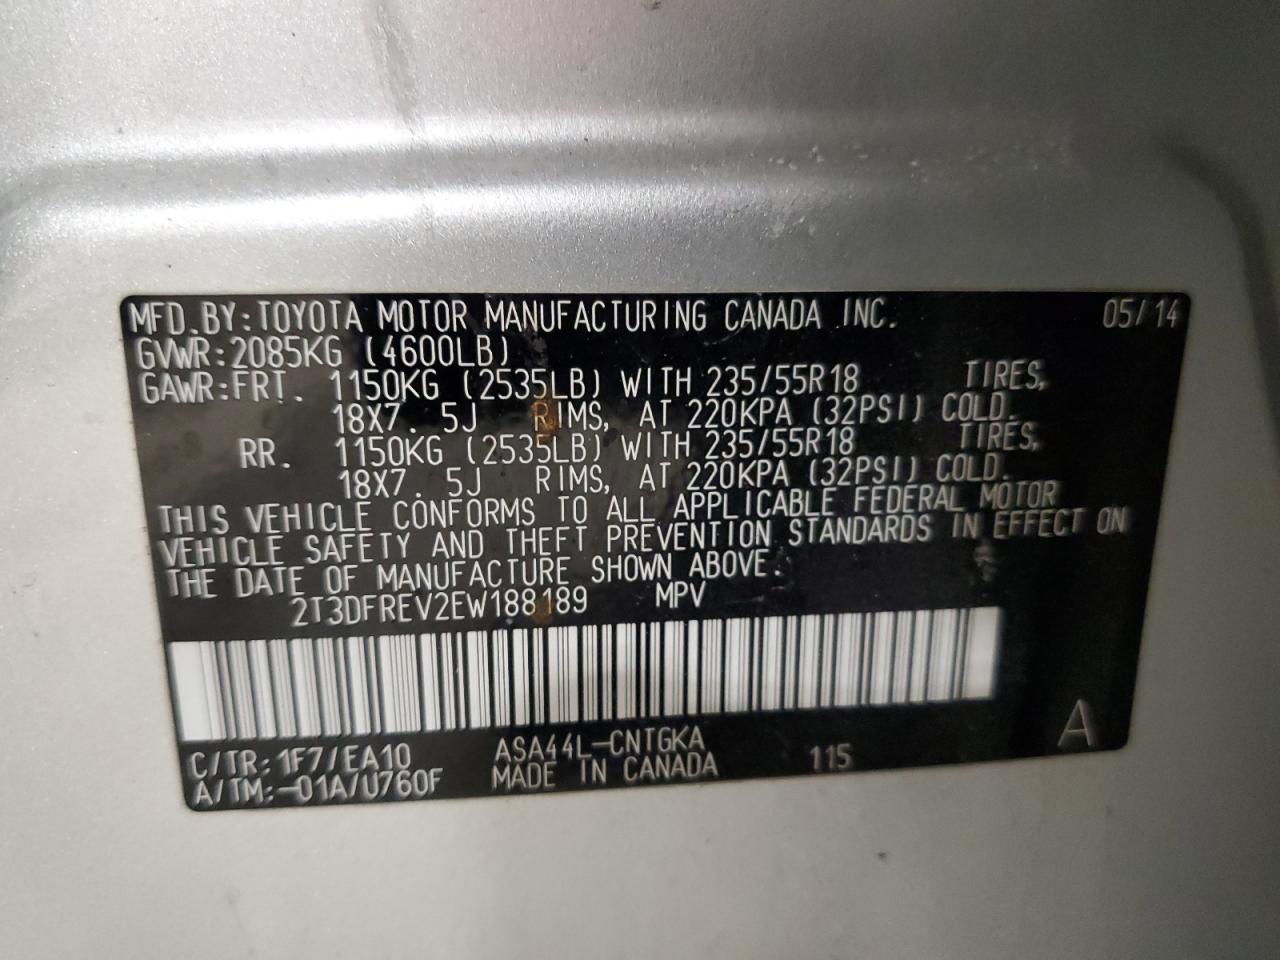 MFD.BY:TOYOTA MOTOR MANUFACTURING CANADA INC. 05/14
GVWR:2085KG (4600LB)
GAWR:FRT. 1150KG (2535LB) WITH 235/55R18 TIRES,
18X7.5J RIMS, AT 220KPA (32PSI) COLD.
RR. 1150KG (2535LB) WITH 235/55R18 TIRES,
18X7.5J RIMS, AT 220KPA (32PSI) COLD.
THIS VEHICLE CONFORMS TO ALL APPLICABLE FEDERAL MOTOR
VEHICLE SAFETY AND THEFT PREVENTION STANDARDS IN EFFECT ON
THE DATE OF MANUFACTURE SHOWN ABOVE.
2T3DFREV2EW188189 MPV
C/TR:1F7/EA10 ASA44L-CNTGKA 115 A
A/TM:-01A/U760F MADE IN CANADA